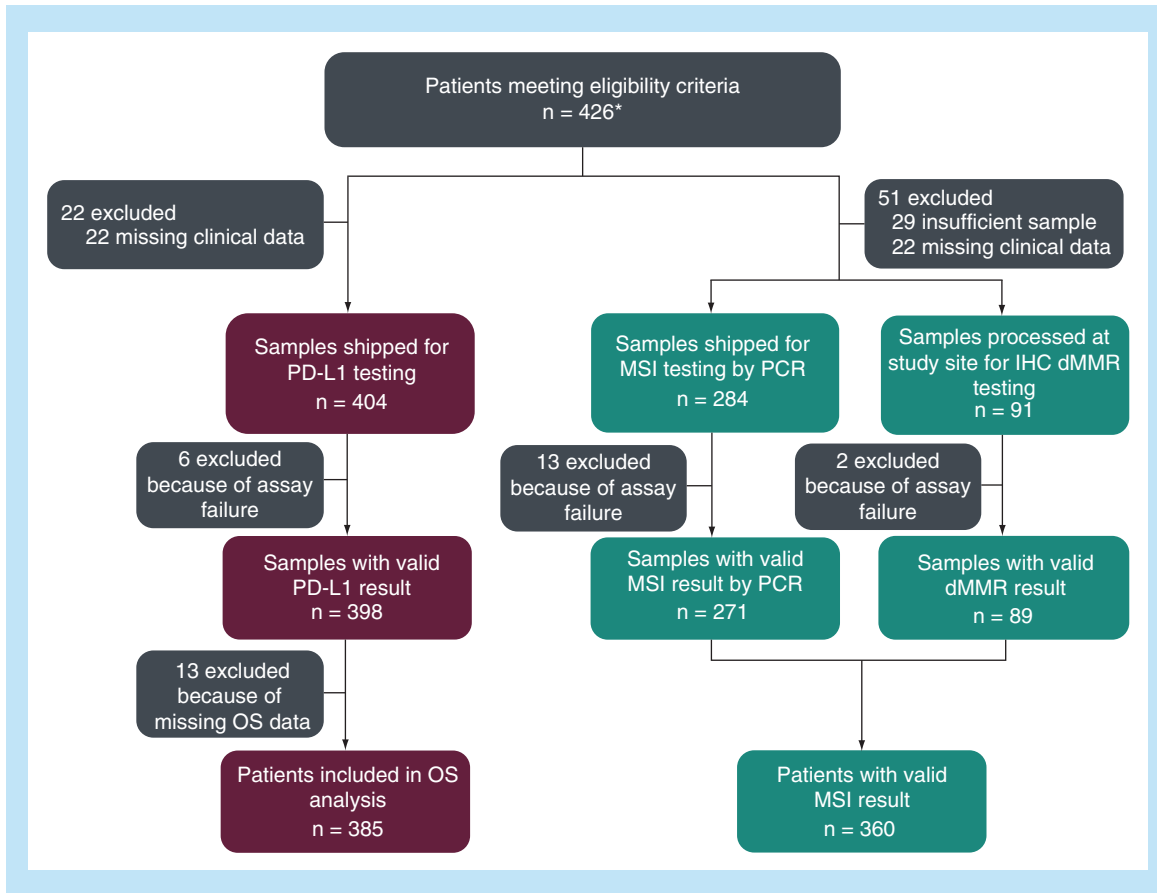 Patients meeting eligibility criteria
n = 426*
22 excluded
22 missing clinical data
51 excluded
29 insufficient sample
22 missing clinical data
Samples shipped for
PD-L1 testing
n = 404
Samples shipped for
MSI testing by PCR
n = 284
Samples processed at
study site for IHC dMMR
testing
n = 91
6 excluded
because of assay
failure
13 excluded
because of assay
failure
2 excluded
because of assay
failure
Samples with valid
PD-L1 result
n = 398
Samples with valid
MSI result by PCR
n = 271
Samples with valid
dMMR result
n = 89
13 excluded
because of
missing OS data
Patients included in OS
analysis
n = 385
Patients with valid
MSI result
n = 360